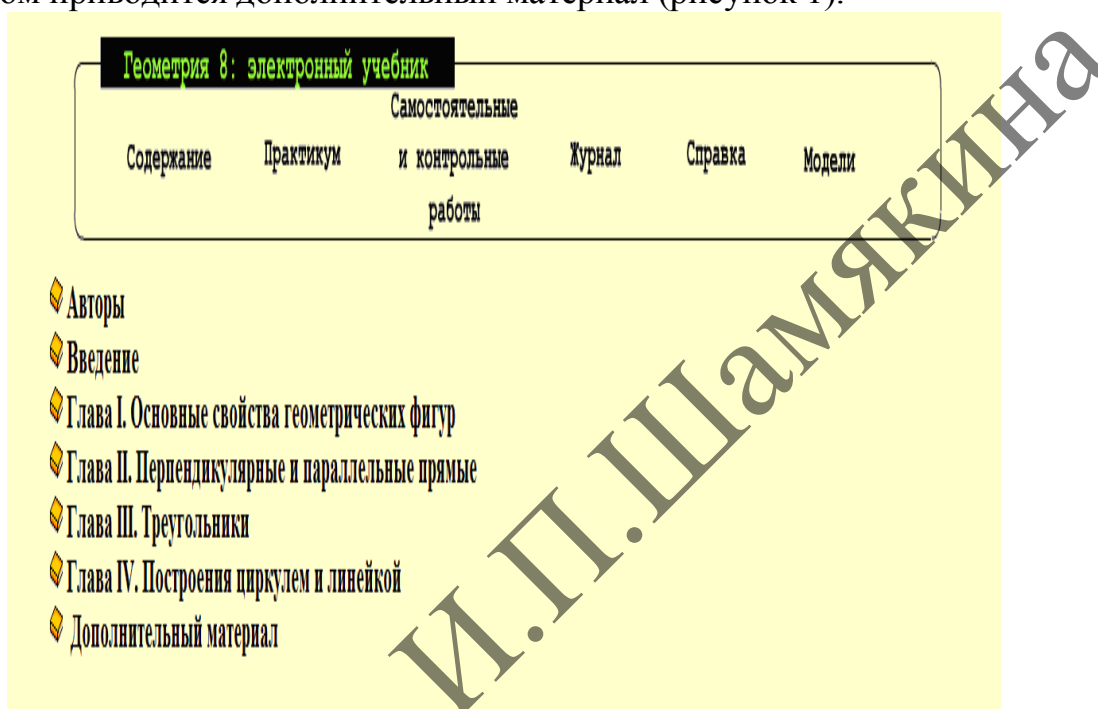 приводится дополнительный материал (рисунок 1).
Геометрия 8: электронный учебник
Содержание
Практикум
Самостоятельные
и контрольные
работы
Журнал
Справка
Модели
Авторы
Введение
Глава I. Основные свойства геометрических фигур
Глава II. Перпендикулярные и параллельные прямые
Глава III. Треугольники
Глава IV. Построения циркулем и линейкой
Дополнительный материал
И.П.Шамякина